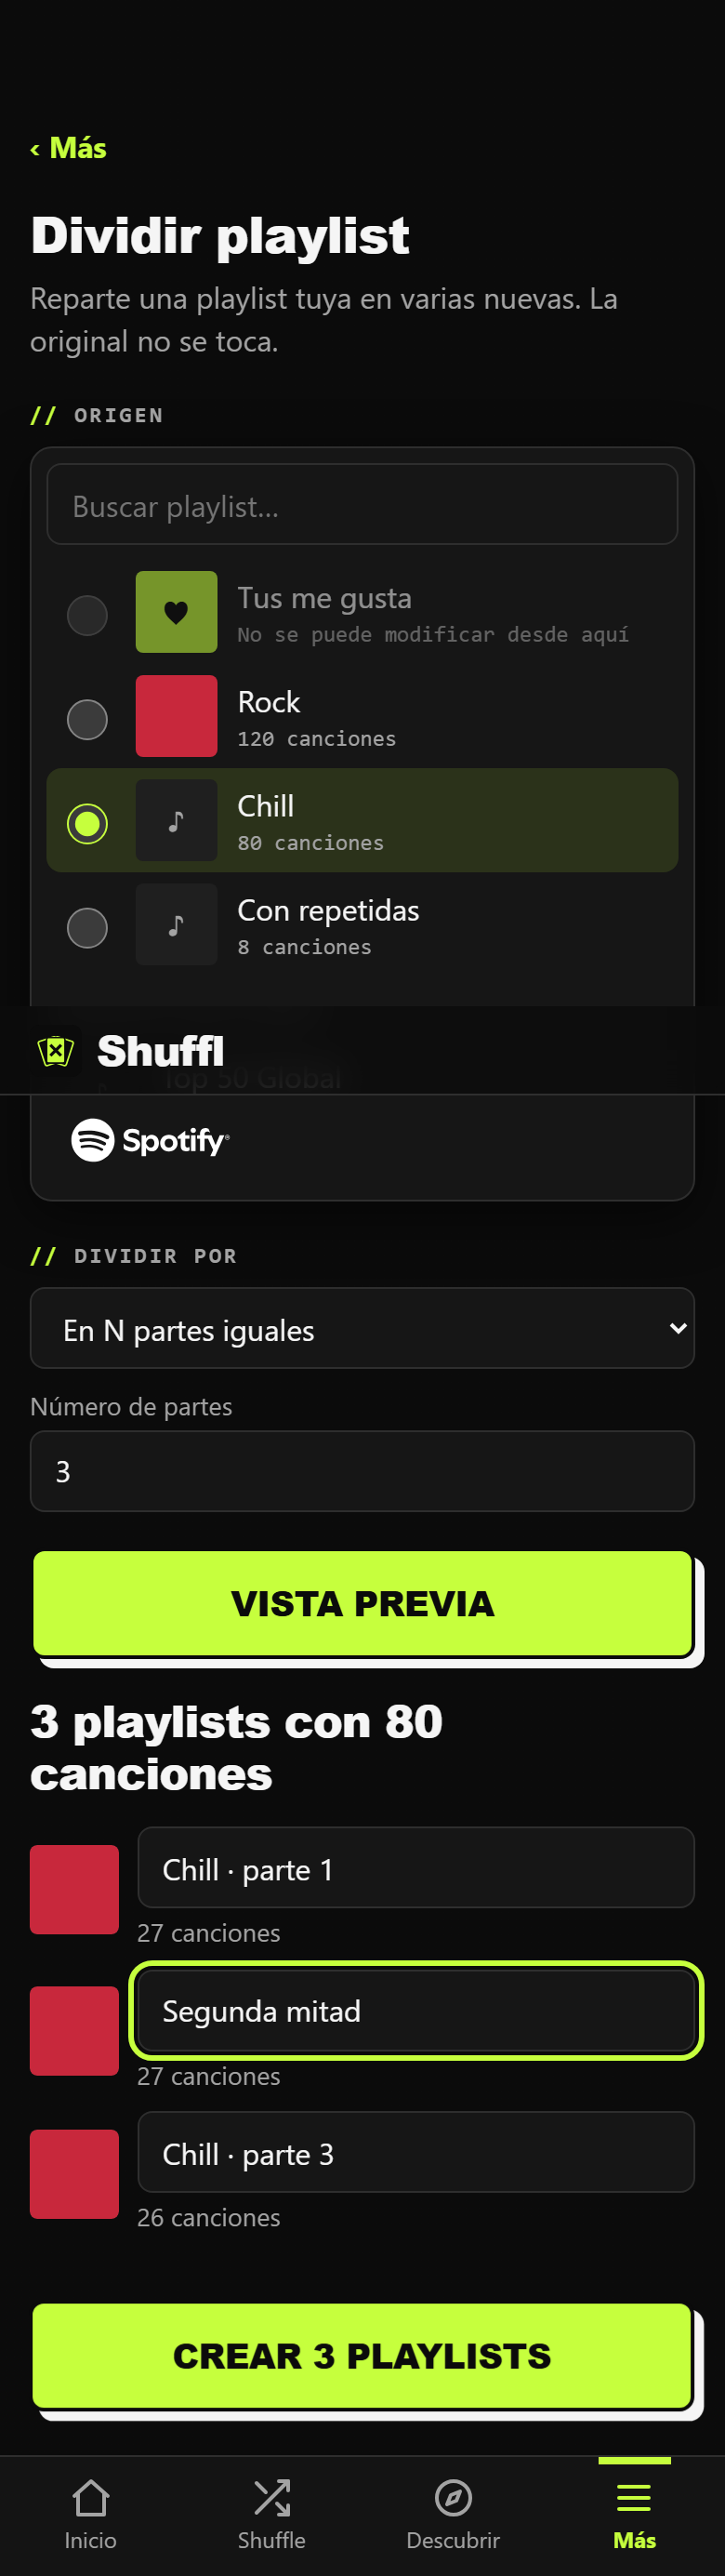 ‹ Más
Dividir playlist
Reparte una playlist tuya en varias nuevas. La
original no se toca.
// ORIGEN
Buscar playlist...
Tus me gusta
No se puede modificar desde aquí
Rock
120 canciones
Chill
80 canciones
Con repetidas
8 canciones
Shuffl
Top 50 Global
Spotify®
// DIVIDIR POR
En N partes iguales
Número de partes
3
VISTA PREVIA
3 playlists con 80
canciones
Chill · parte 1
27 canciones
Segunda mitad
27 canciones
Chill · parte 3
26 canciones
CREAR 3 PLAYLISTS
Inicio
Shuffle
Descubrir
Más